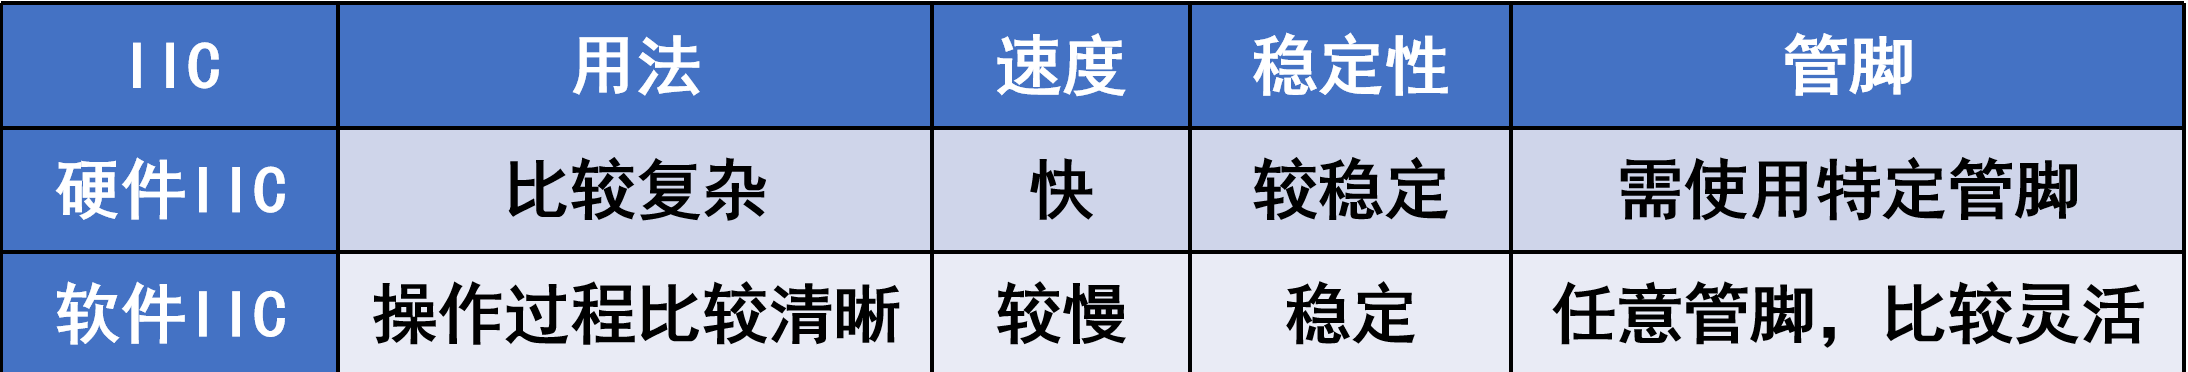 IIC 用法 速度 稳定性 管脚
硬件IIC 比较复杂 快 较稳定 需使用特定管脚
软件IIC 操作过程比较清晰 较慢 稳定 任意管脚，比较灵活